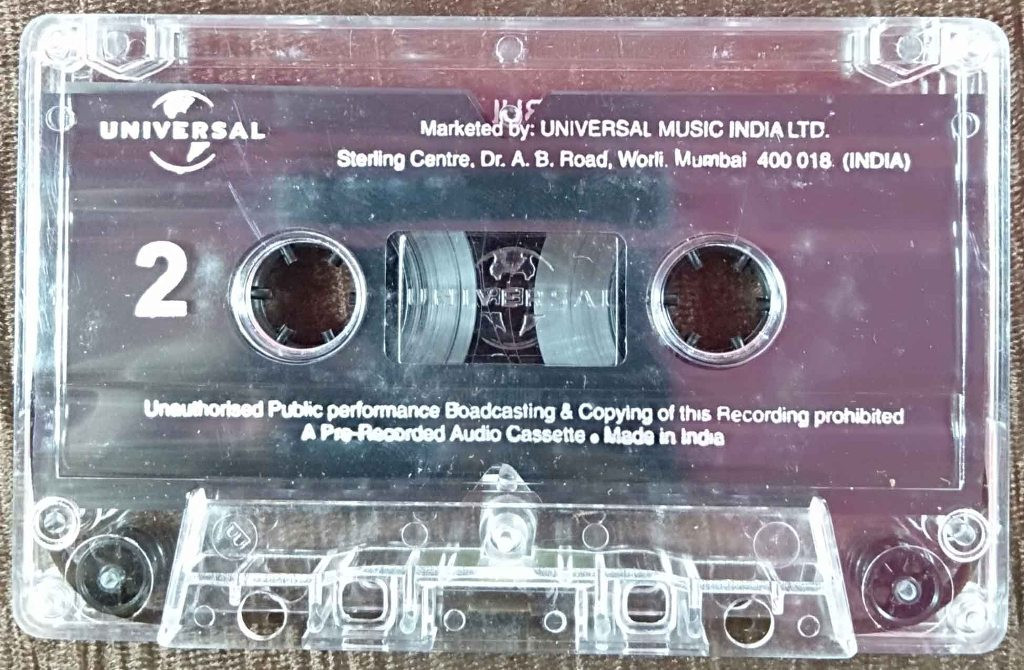 UNIVERSAL
Marketed by: UNIVERSAL MUSIC INDIA LTD.
Sterling Centre, Dr. A. B. Road, Worli, Mumbai 400 018. (INDIA)
2
UNIVERSAL
Unauthorised Public performance Boadcasting & Copying of this Recording prohibited
A Pre-Recorded Audio Cassette • Made in India